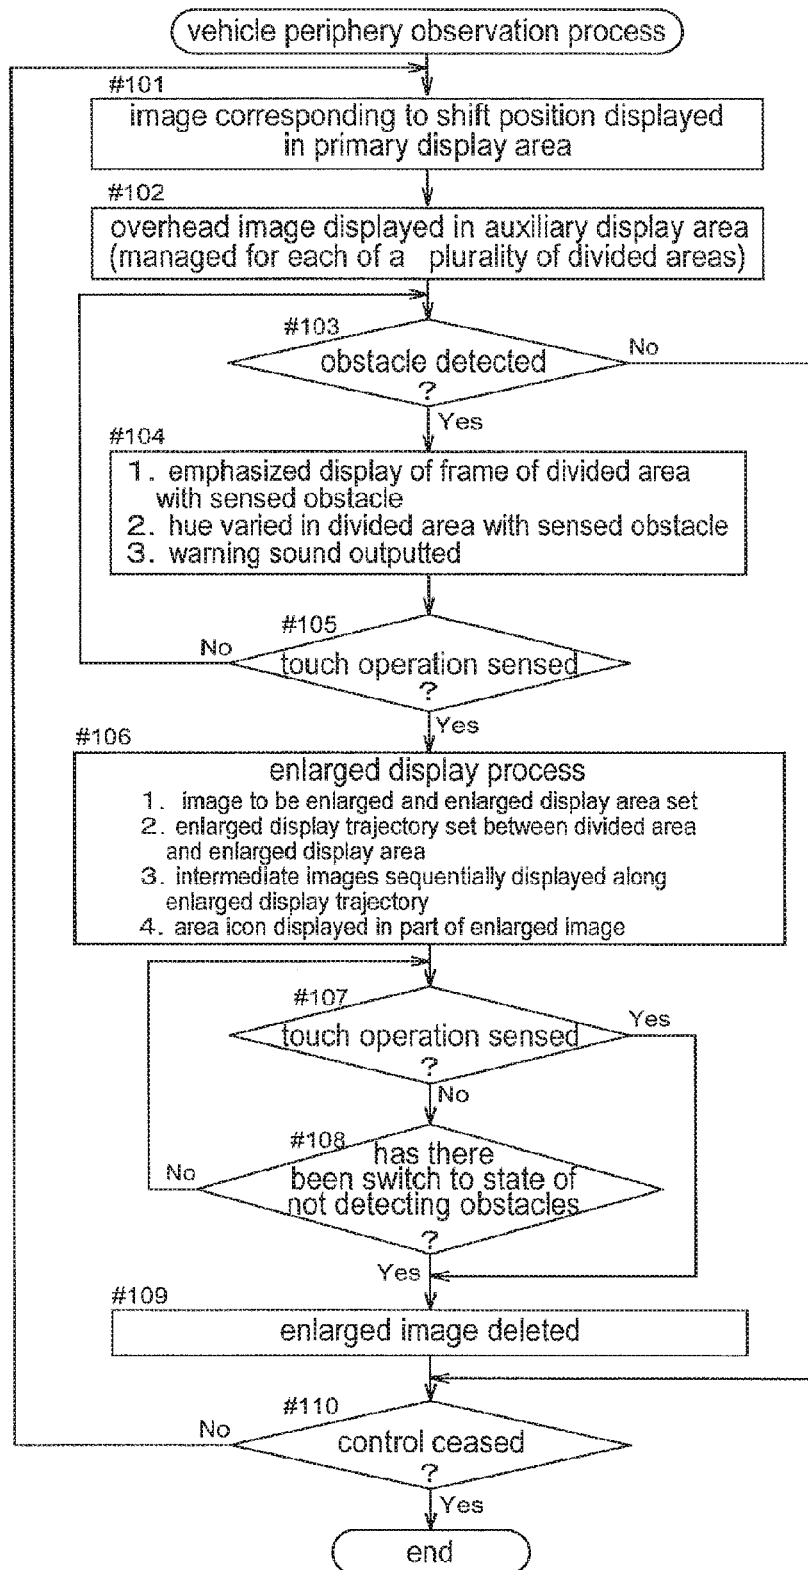 vehicle periphery observation process
#101
image corresponding to shift position displayed
in primary display area
#102
overhead image displayed in auxiliary display area
(managed for each of a plurality of divided areas)
#103
obstacle detected
?
No
Yes
#104
1. emphasized display of frame of divided area
with sensed obstacle
2. hue varied in divided area with sensed obstacle
3. warning sound outputted
#105
No
touch operation sensed
?
Yes
#106
enlarged display process
1. image to be enlarged and enlarged display area set
2. enlarged display trajectory set between divided area
and enlarged display area
3. intermediate images sequentially displayed along
enlarged display trajectory
4. area icon displayed in part of enlarged image
#107
touch operation sensed
?
Yes
No
#108
has there
been switch to state of
not detecting obstacles
?
No
Yes
#109
enlarged image deleted
#110
No
control ceased
?
Yes
end